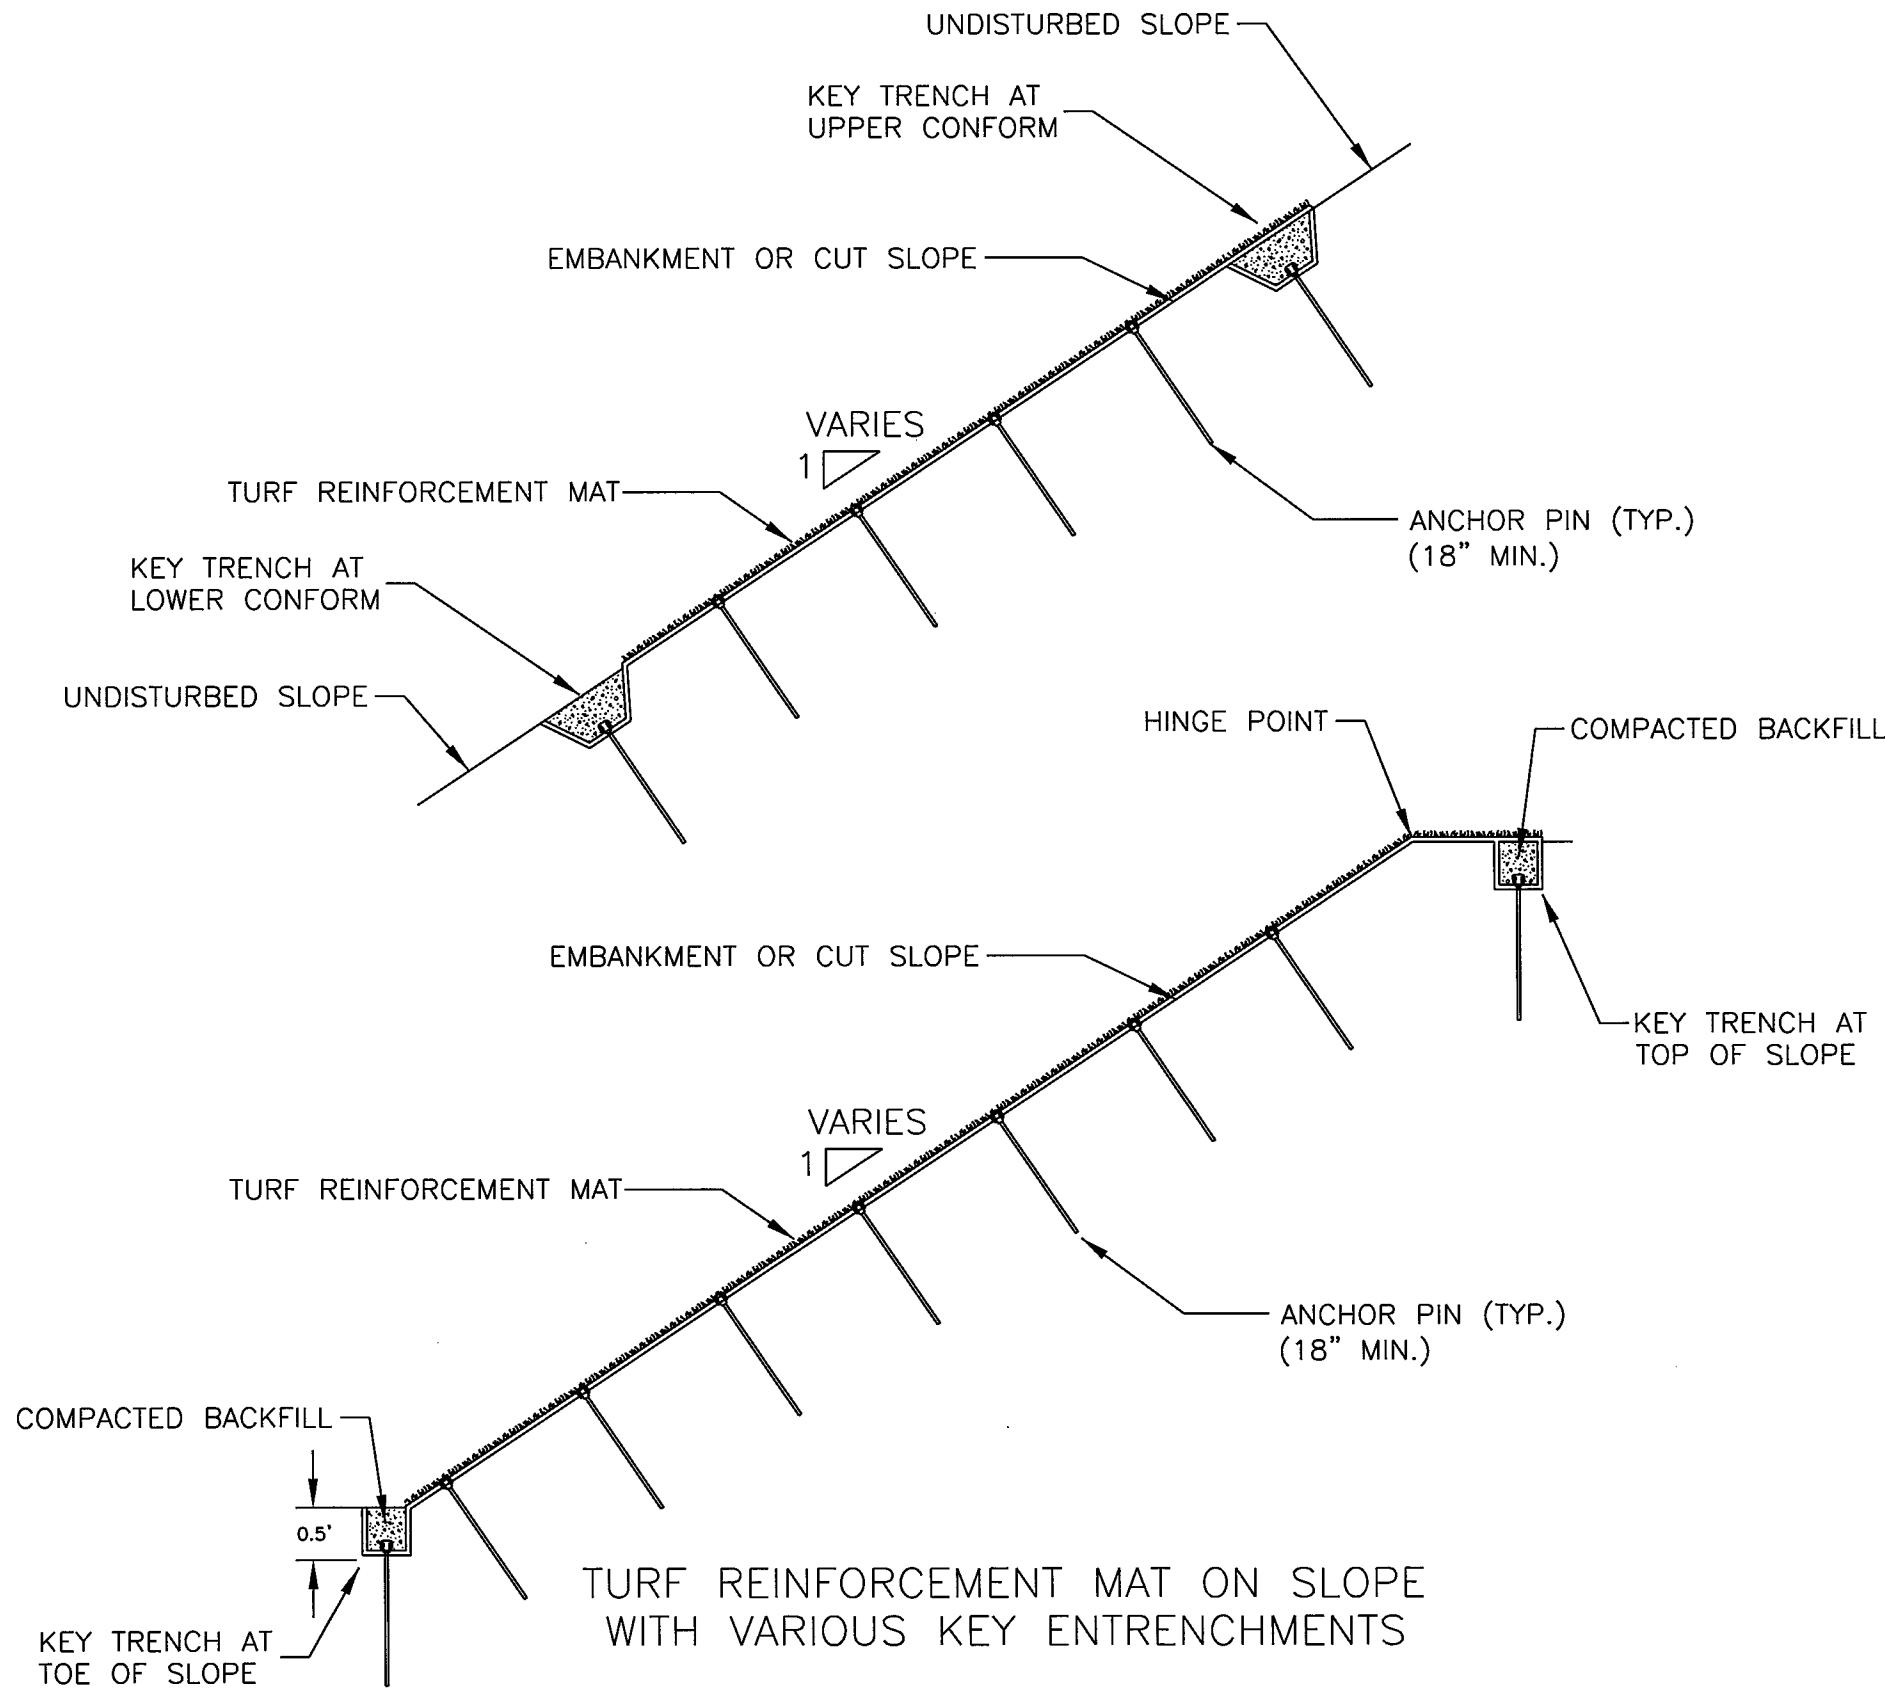 UNDISTURBED SLOPE
KEY TRENCH AT
UPPER CONFORM
EMBANKMENT OR CUT SLOPE
VARIES
1
TURF REINFORCEMENT MAT
ANCHOR PIN (TYP.)
(18" MIN.)
KEY TRENCH AT
LOWER CONFORM
UNDISTURBED SLOPE
HINGE POINT
COMPACTED BACKFILL
EMBANKMENT OR CUT SLOPE
KEY TRENCH AT
TOP OF SLOPE
VARIES
1
TURF REINFORCEMENT MAT
ANCHOR PIN (TYP.)
(18" MIN.)
COMPACTED BACKFILL
0.5'
KEY TRENCH AT
TOE OF SLOPE
TURF REINFORCEMENT MAT ON SLOPE
WITH VARIOUS KEY ENTRENCHMENTS